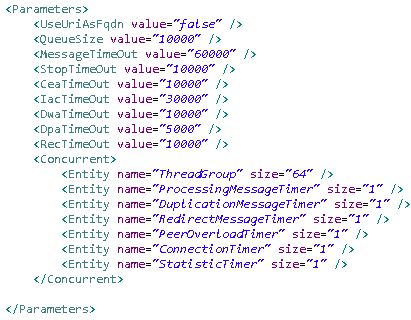 <Parameters>
<UseUriAsFqdn value="false" />
<QueueSize value="10000" />
<MessageTimeOut value="60000" />
<StopTimeOut value="10000" />
<CeaTimeOut value="10000" />
<IacTimeOut value="30000" />
<DwaTimeOut value="10000" />
<DpaTimeOut value="5000" />
<RecTimeOut value="10000" />
<Concurrent>
<Entity name="ThreadGroup" size="64" />
<Entity name="ProcessingMessageTimer" size="1" />
<Entity name="DuplicationMessageTimer" size="1" />
<Entity name="RedirectMessageTimer" size="1" />
<Entity name="PeerOverloadTimer" size="1" />
<Entity name="ConnectionTimer" size="1" />
<Entity name="StatisticTimer" size="1" />
</Concurrent>
</Parameters>